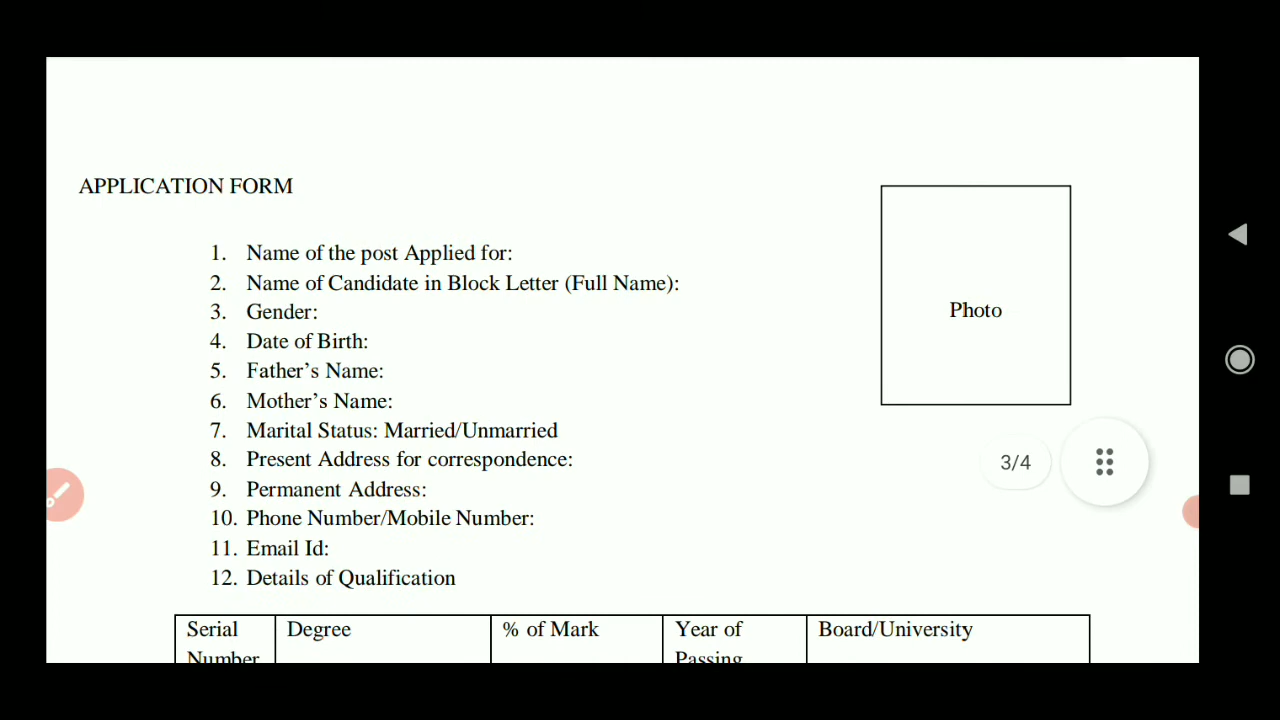 APPLICATION FORM
1. Name of the post Applied for:
2. Name of Candidate in Block Letter (Full Name):
3. Gender:
4. Date of Birth:
5. Father’s Name:
6. Mother’s Name:
7. Marital Status: Married/Unmarried
8. Present Address for correspondence:
9. Permanent Address:
10. Phone Number/Mobile Number:
11. Email Id:
12. Details of Qualification
Photo
3/4
Serial Number
Degree
% of Mark
Year of Passing
Board/University